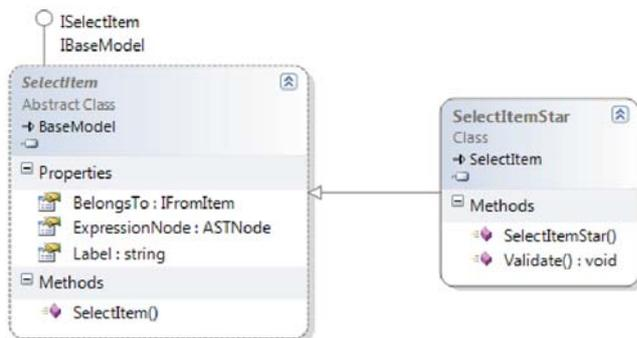 ISelectItem
IBaseModel
SelectItem
Abstract Class
BaseModel
Properties
BelongsTo : IFromItem
ExpressionNode : ASTNode
Label : string
Methods
SelectItem()
SelectItemStar
Class
SelectItem
Methods
SelectItemStar()
Validate() : void